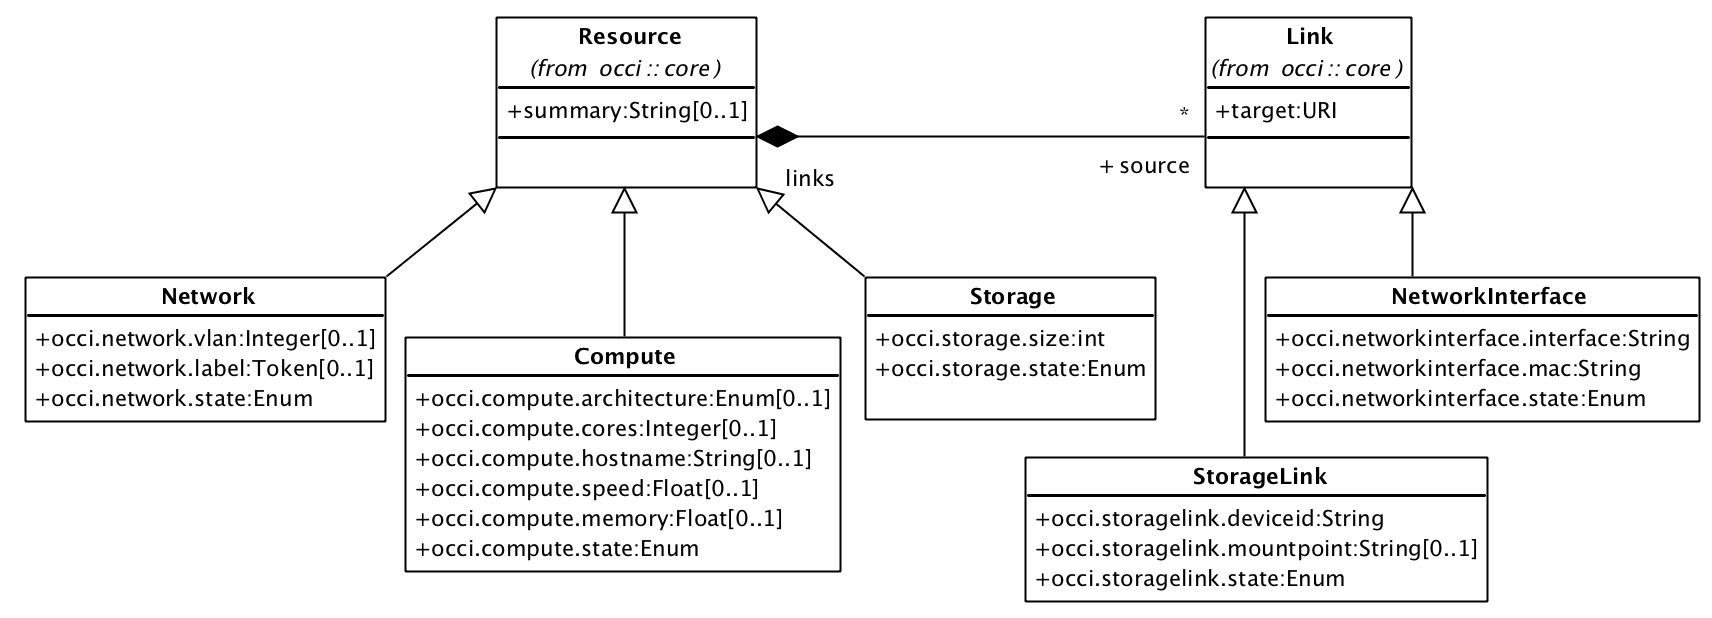 Resource
(from occi::core)
+summary:String[0..1]
Link
(from occi::core)
+target:URI
*
+ source
links
Network
+occi.network.vlan:Integer[0..1]
+occi.network.label:Token[0..1]
+occi.network.state:Enum
Compute
+occi.compute.architecture:Enum[0..1]
+occi.compute.cores:Integer[0..1]
+occi.compute.hostname:String[0..1]
+occi.compute.speed:Float[0..1]
+occi.compute.memory:Float[0..1]
+occi.compute.state:Enum
Storage
+occi.storage.size:int
+occi.storage.state:Enum
NetworkInterface
+occi.networkinterface.interface:String
+occi.networkinterface.mac:String
+occi.networkinterface.state:Enum
StorageLink
+occi.storagelink.deviceid:String
+occi.storagelink.mountpoint:String[0..1]
+occi.storagelink.state:Enum